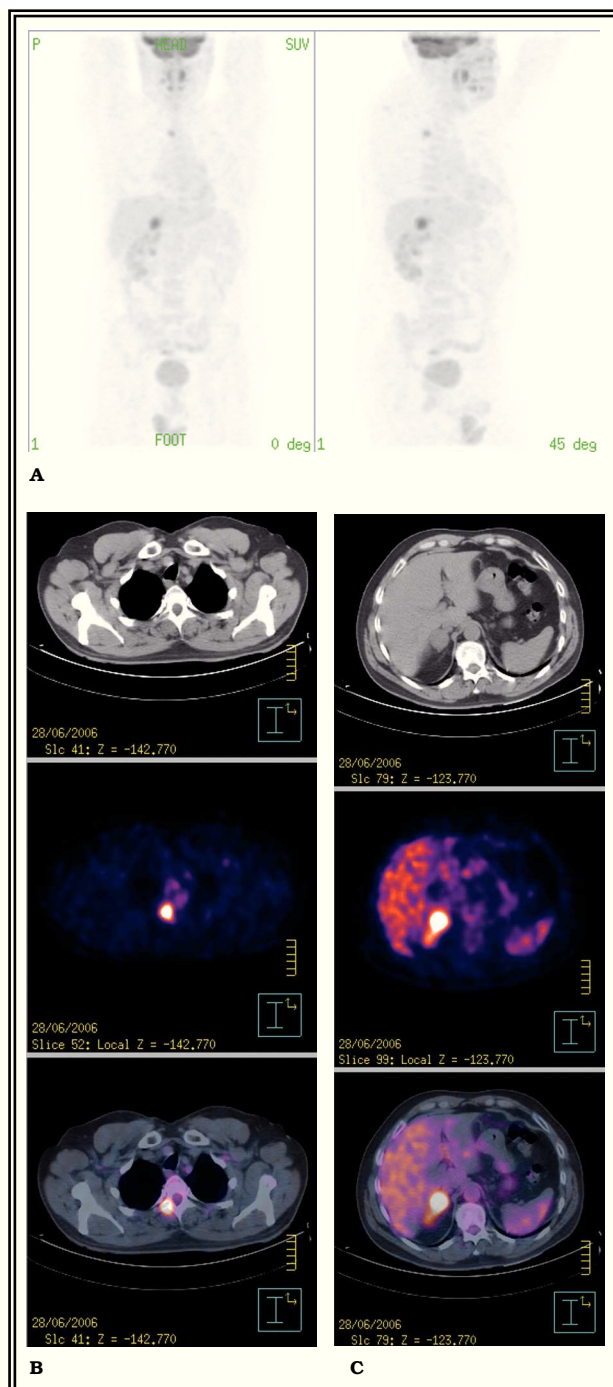 P HEAD SUV
1 FOOT 0 deg 1 45 deg
A
28/06/2006
Slc 41: Z = -142.770
28/06/2006
Slice 52: Local Z = -142.770
28/06/2006
Slc 41: Z = -142.770
B
28/06/2006
Slc 79: Z = -123.770
28/06/2006
Slice 99: Local Z = -123.770
28/06/2006
Slc 79: Z = -123.770
C